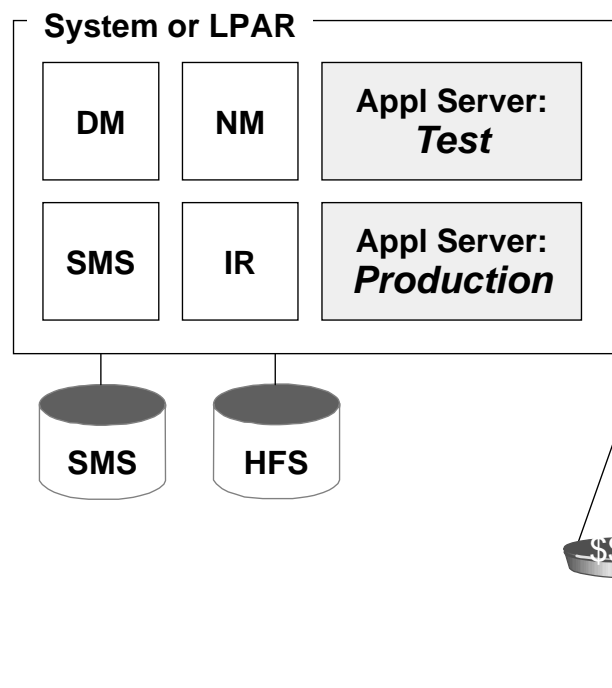 System or LPAR
DM NM Appl Server:
Test
SMS IR Appl Server:
Production
SMS HFS